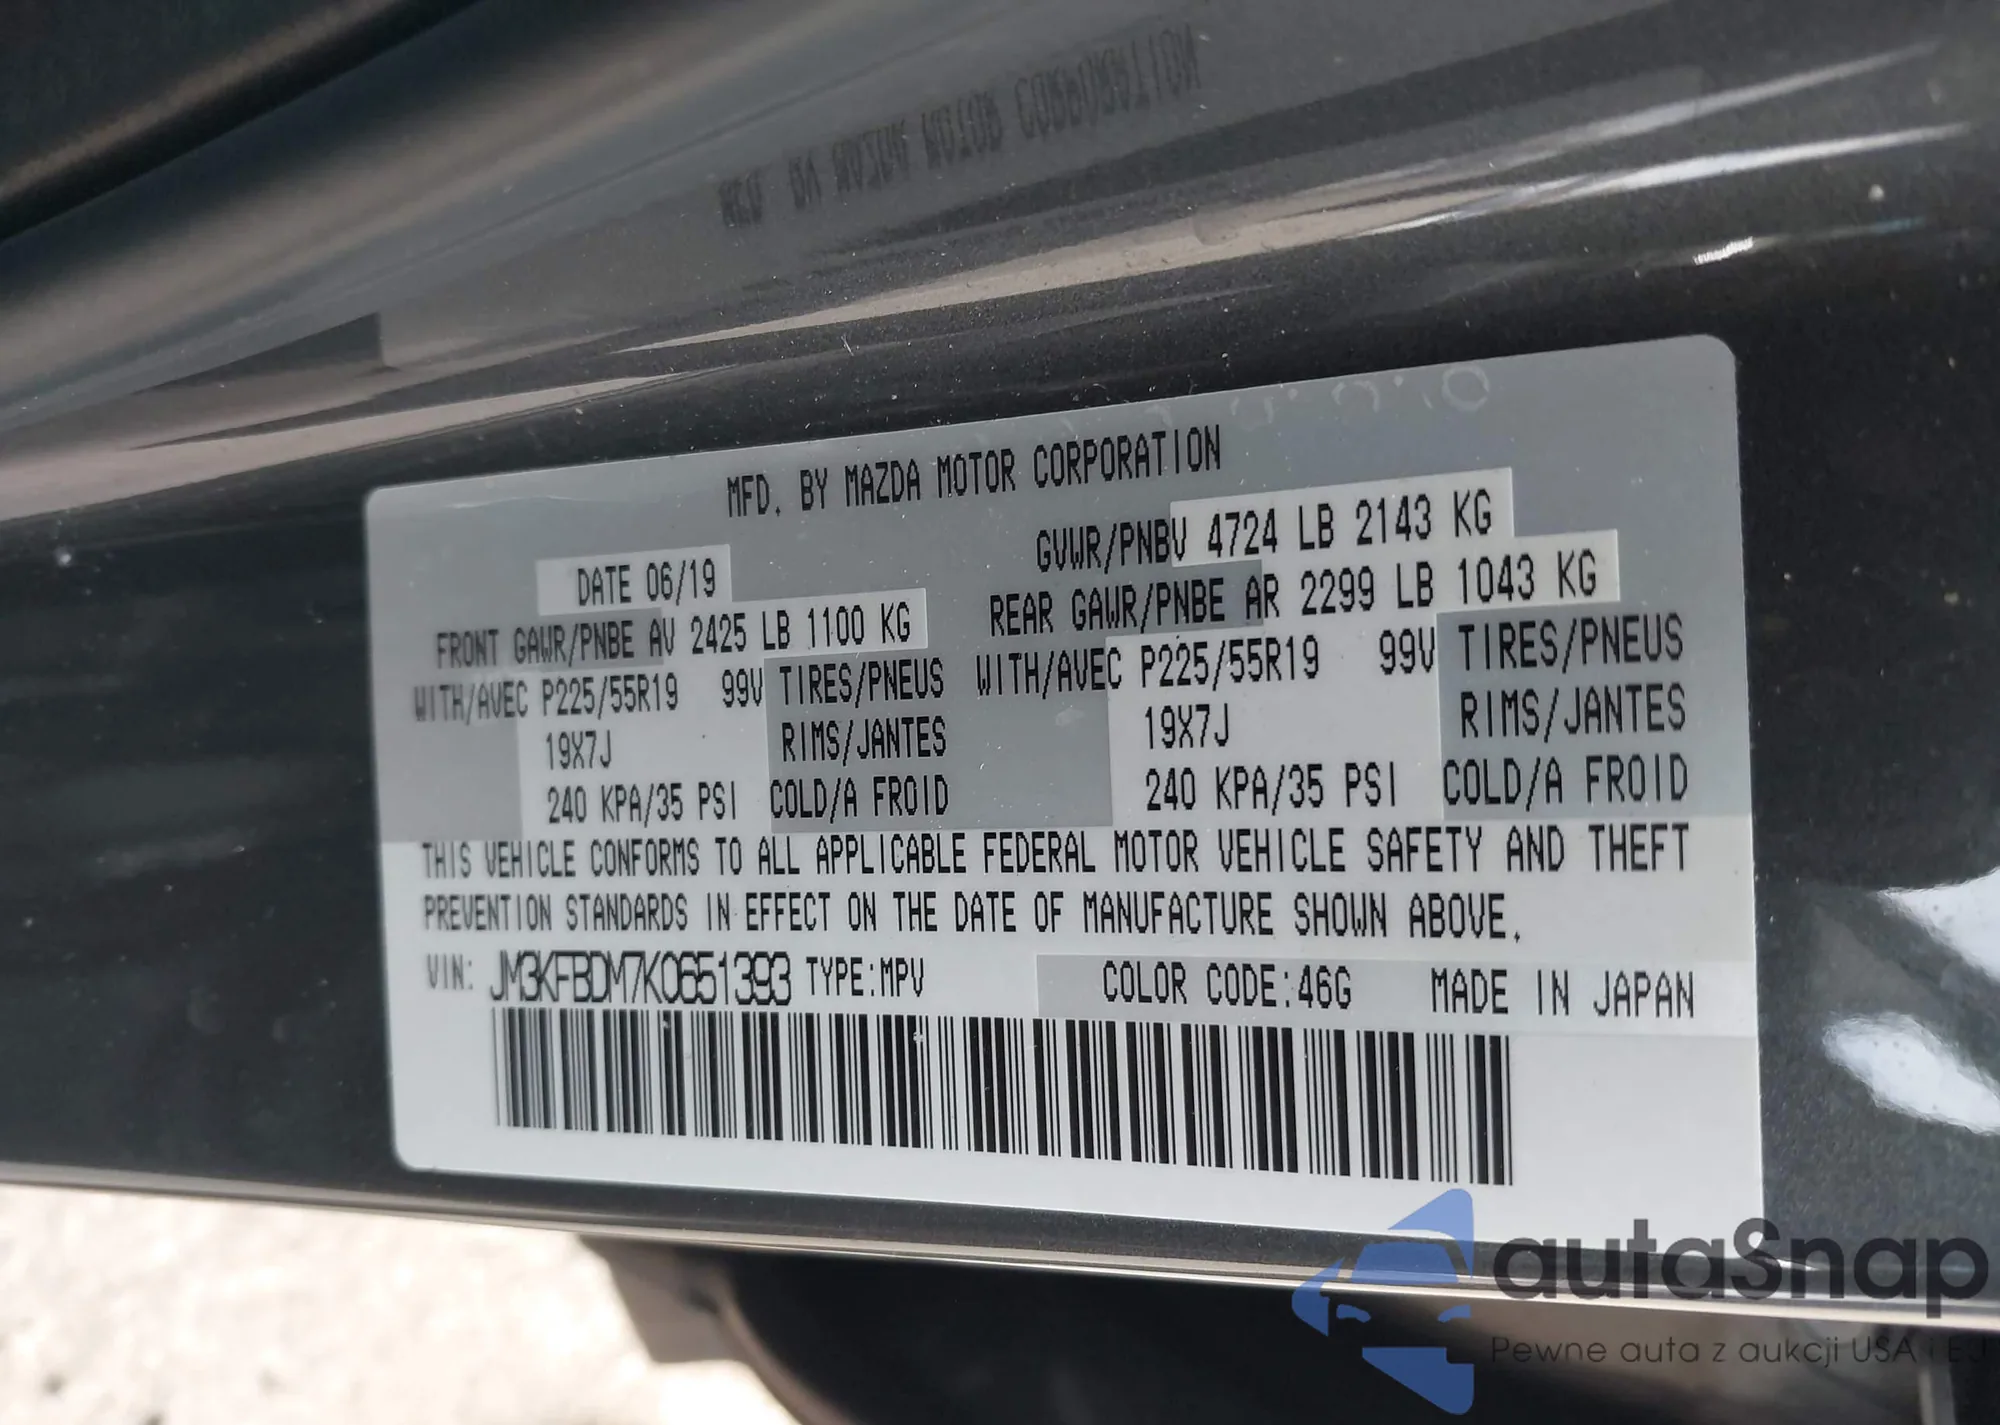 MFD. BY MAZDA MOTOR CORPORATION
DATE 06/19 GVWR/PNBV 4724 LB 2143 KG
FRONT GAWR/PNBE AV 2425 LB 1100 KG REAR GAWR/PNBE AR 2299 LB 1043 KG
WITH/AVEC P225/55R19 99V TIRES/PNEUS WITH/AVEC P225/55R19 99V TIRES/PNEUS
19X7J RIMS/JANTES 19X7J RIMS/JANTES
240 KPA/35 PSI COLD/A FROID 240 KPA/35 PSI COLD/A FROID
THIS VEHICLE CONFORMS TO ALL APPLICABLE FEDERAL MOTOR VEHICLE SAFETY AND THEFT
PREVENTION STANDARDS IN EFFECT ON THE DATE OF MANUFACTURE SHOWN ABOVE.
VIN: JM3KFBDM7K0651393 TYPE:MPV COLOR CODE:46G MADE IN JAPAN
autaSnap
Pewne auta z aukcji USA i EU